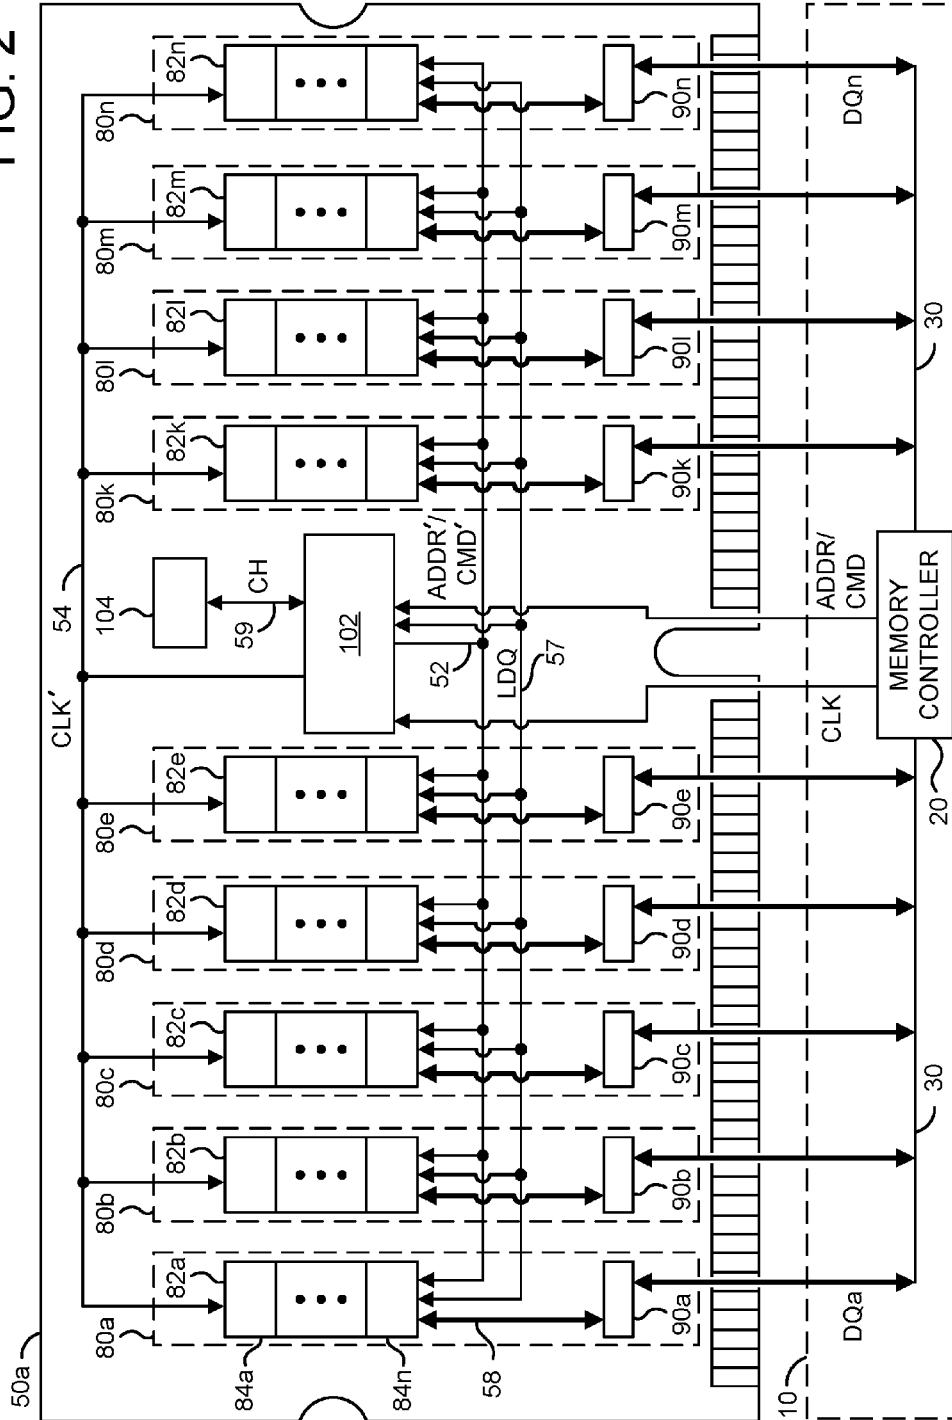 FIG. 2
50a
CLK'
54
80a
82a
80b
82b
80c
82c
80d
82d
80e
82e
104
CH
59
102
80k
82k
80l
82l
80m
82m
80n
82n
84a
84n
58
52
ADDR'/
CMD'
LDQ
57
90a
90b
90c
90d
90e
90k
90l
90m
90n
10
DQa
CLK
ADDR/
CMD
DQn
30
20
MEMORY
CONTROLLER
30